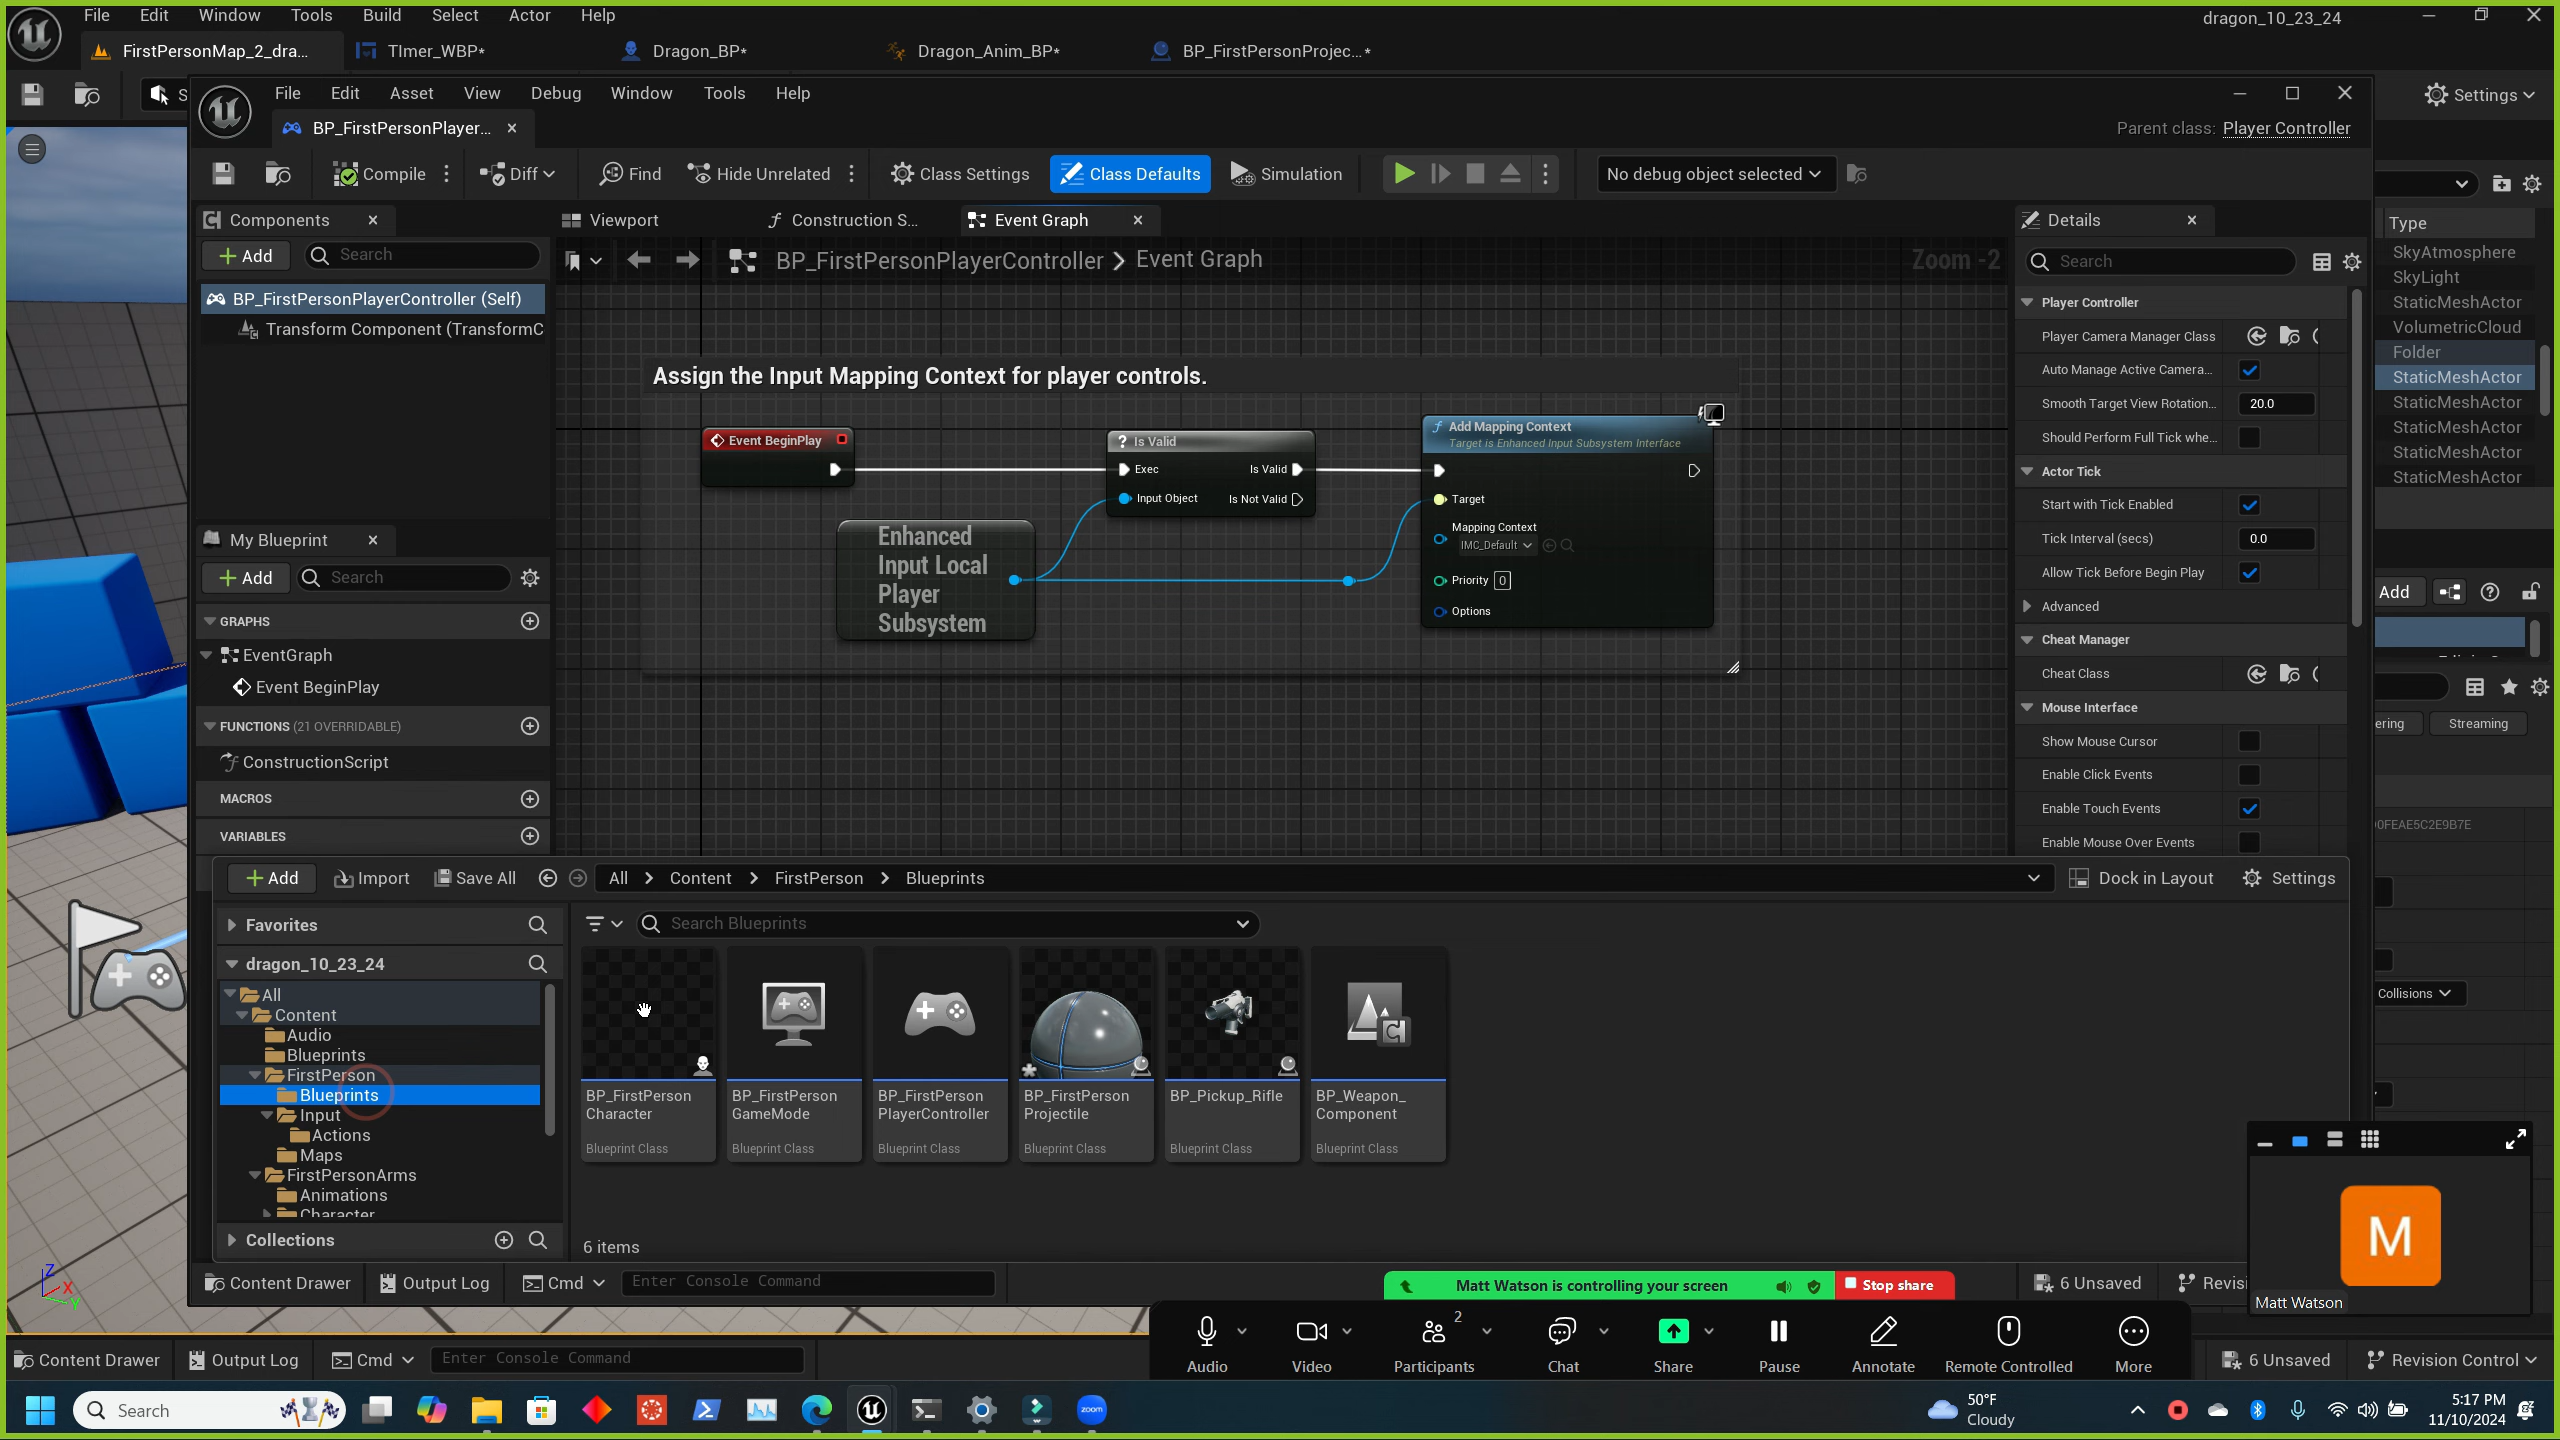 File Edit Window Tools Build Select Actor Help
dragon_10_23_24
FirstPersonMap_2_dra...
TImer_WBP*
Dragon_BP*
Dragon_Anim_BP*
BP_FirstPersonProjec...*
Settings
File Edit Asset View Debug Window Tools Help
BP_FirstPersonPlayer...
Parent class: Player Controller
Compile
Diff
Find
Hide Unrelated
Class Settings
Class Defaults
Simulation
No debug object selected
Components
Add
Search
BP_FirstPersonPlayerController (Self)
Transform Component (TransformC
Viewport
Construction S...
Event Graph
BP_FirstPersonPlayerController > Event Graph
Zoom -2
Assign the Input Mapping Context for player controls.
Event BeginPlay
Is Valid
Exec
Is Valid
Input Object
Is Not Valid
Add Mapping Context
Target is Enhanced Input Subsystem Interface
Target
Mapping Context
IMC_Default
Priority 0
Options
Enhanced
Input Local
Player
Subsystem
My Blueprint
Add
Search
GRAPHS
EventGraph
Event BeginPlay
FUNCTIONS (21 OVERRIDABLE)
ConstructionScript
MACROS
VARIABLES
Details
Search
Player Controller
Player Camera Manager Class
Auto Manage Active Camera...
Smooth Target View Rotation... 20.0
Should Perform Full Tick whe...
Actor Tick
Start with Tick Enabled
Tick Interval (secs) 0.0
Allow Tick Before Begin Play
Advanced
Cheat Manager
Cheat Class
Mouse Interface
Show Mouse Cursor
Enable Click Events
Enable Touch Events
Enable Mouse Over Events
Type
SkyAtmosphere
SkyLight
StaticMeshActor
VolumetricCloud
Folder
StaticMeshActor
StaticMeshActor
StaticMeshActor
StaticMeshActor
StaticMeshActor
Add
ering
Streaming
0FEAE5C2E9B7E
Collisions
Add
Import
Save All
All > Content > FirstPerson > Blueprints
Dock in Layout
Settings
Favorites
dragon_10_23_24
All
Content
Audio
Blueprints
FirstPerson
Blueprints
Input
Actions
Maps
FirstPersonArms
Animations
Character
Collections
Search Blueprints
BP_FirstPerson
Character
Blueprint Class
BP_FirstPerson
GameMode
Blueprint Class
BP_FirstPerson
PlayerController
Blueprint Class
BP_FirstPerson
Projectile
Blueprint Class
BP_Pickup_Rifle
Blueprint Class
BP_Weapon_
Component
Blueprint Class
6 items
Content Drawer
Output Log
Cmd
Enter Console Command
Matt Watson is controlling your screen
Stop share
6 Unsaved
Revisi
M
Matt Watson
Audio
Video
2
Participants
Chat
Share
Pause
Annotate
Remote Controlled
More
Content Drawer
Output Log
Cmd
Enter Console Command
6 Unsaved
Revision Control
Search
zoom
50°F
Cloudy
5:17 PM
11/10/2024